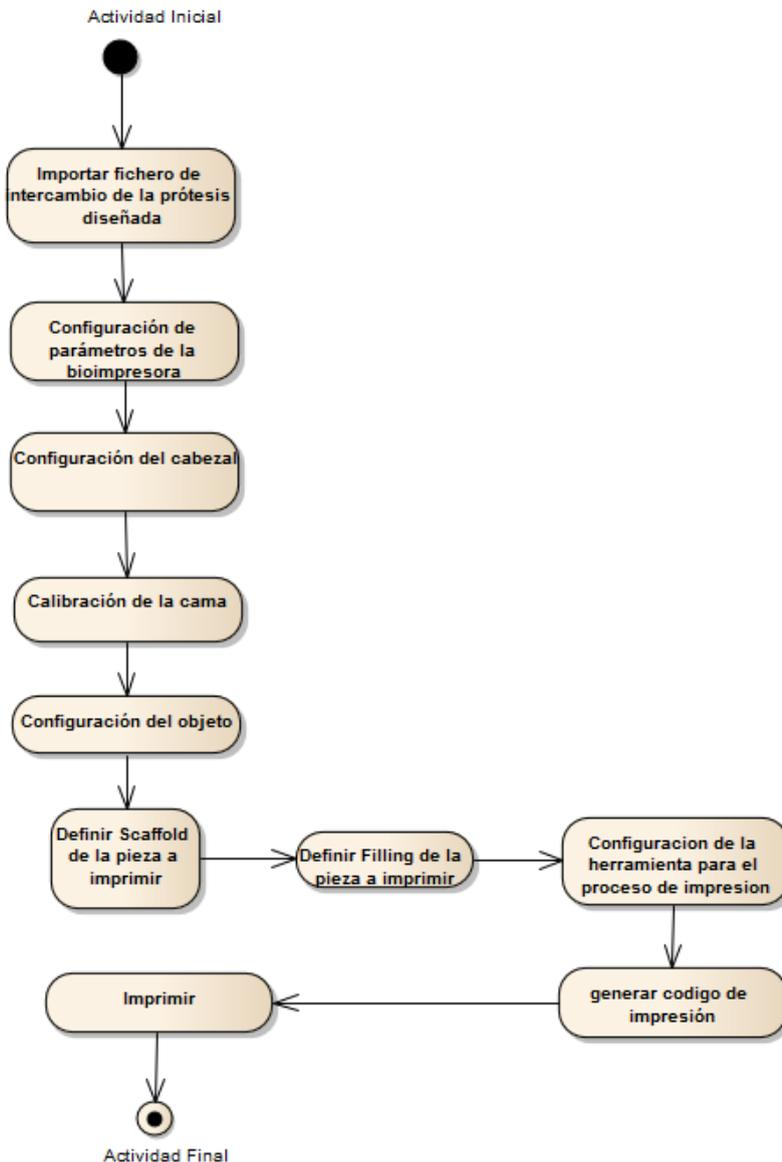 Actividad Inicial
Importar fichero de
intercambio de la prótesis
diseñada
Configuración de
parámetros de la
bioimpresora
Configuración del cabezal
Calibración de la cama
Configuración del objeto
Definir Scaffold
de la pieza a
imprimir
Definir Filling de la
pieza a imprimir
Configuracion de la
herramienta para el
proceso de impresion
generar codigo de
impresión
Imprimir
Actividad Final